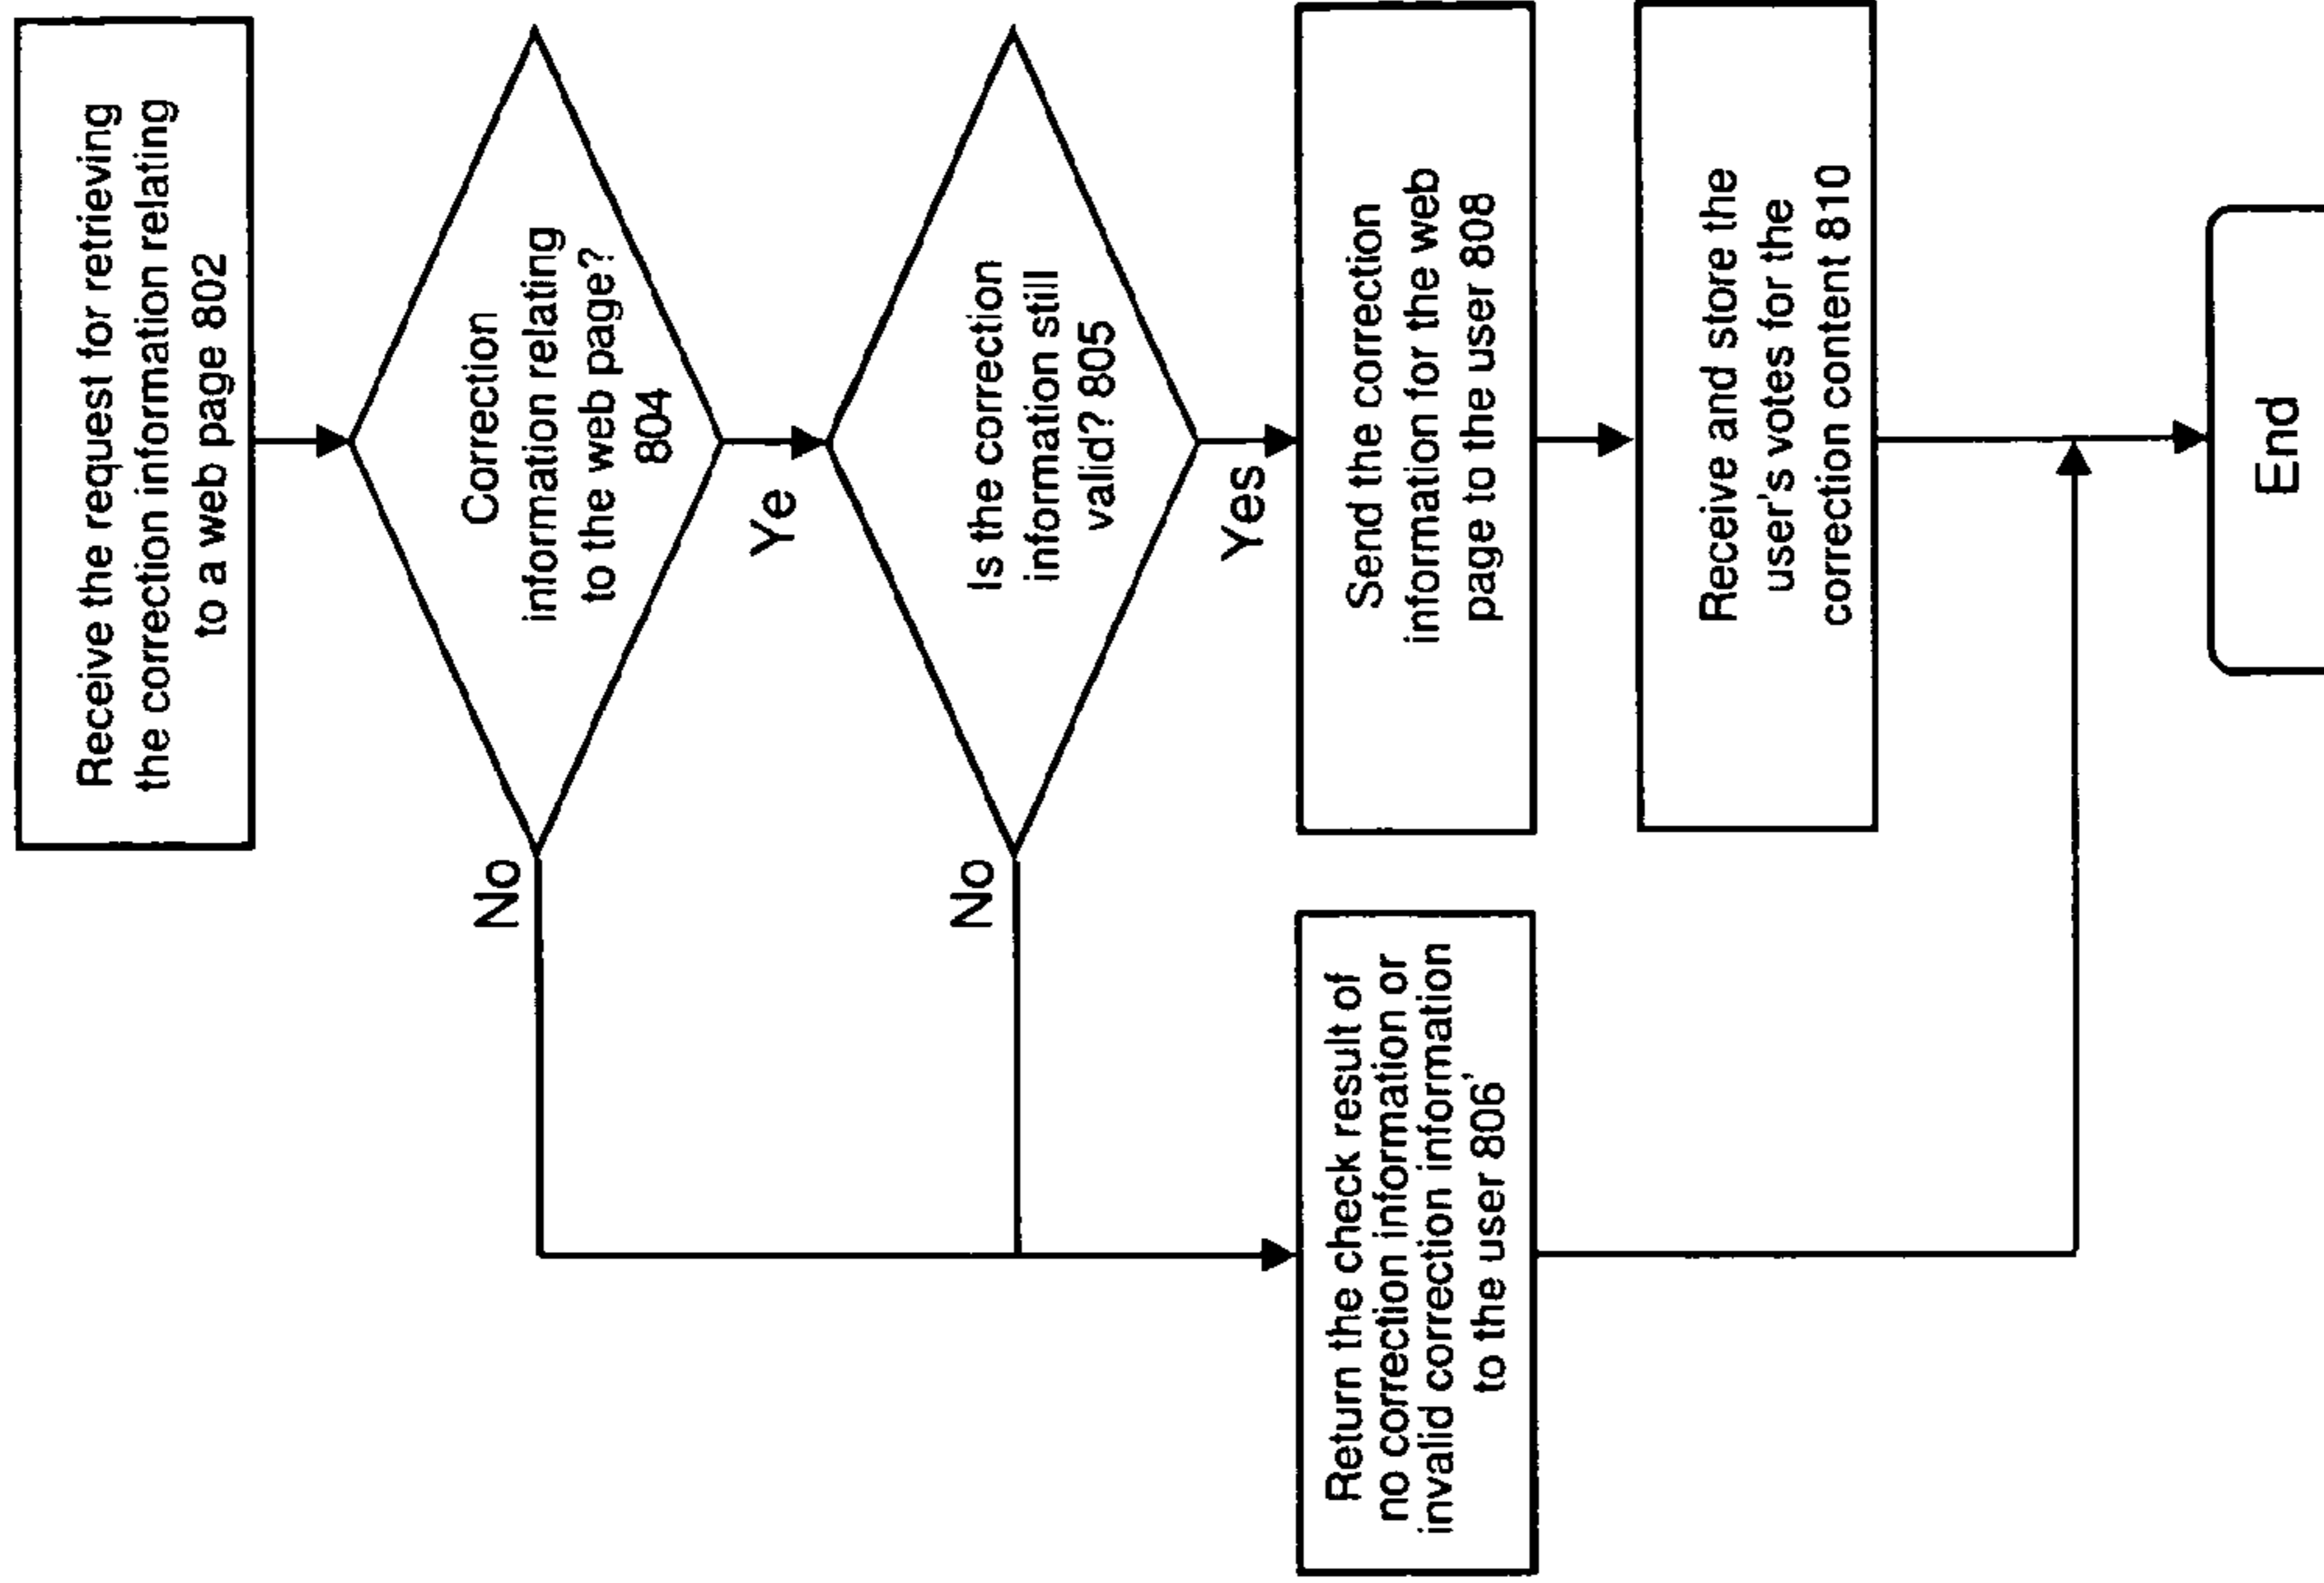 Receive the request for retrieving
the correction information relating
to a web page 802
Correction
information relating
to the web page?
804
No
Ye
Is the correction
information still
valid? 805
No
Yes
Return the check result of
no correction information or
invalid correction information
to the user 806'
Send the correction
information for the web
page to the user 808
Receive and store the
user's votes for the
correction content 810
End